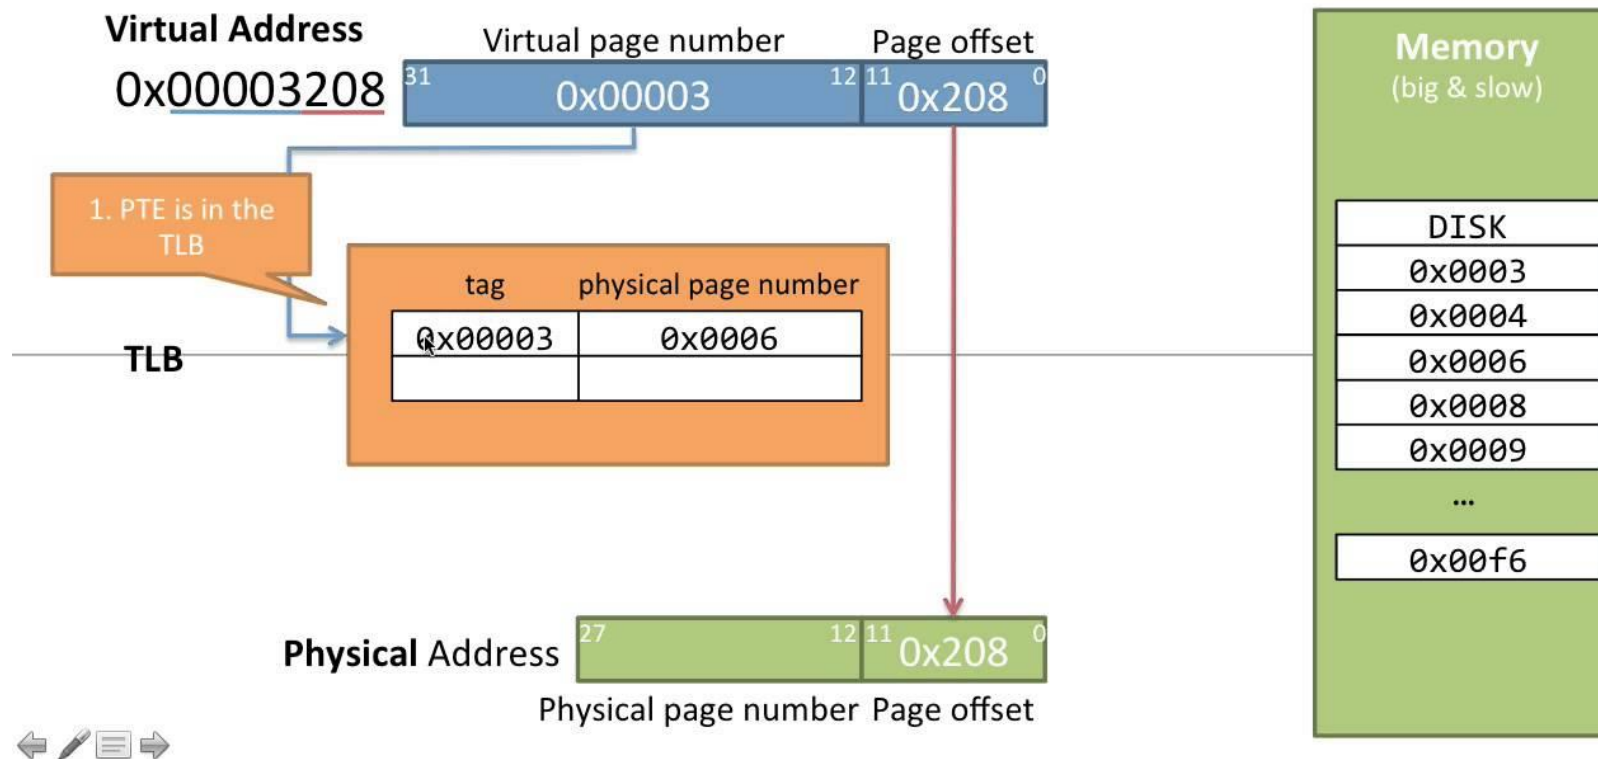 Virtual Address
0x00003208
Virtual page number
Page offset
31
0x00003
12
11
0x208
0
1. PTE is in the
TLB
TLB
tag
physical page number
0x00003
0x0006
Physical Address
27
12
11
0x208
0
Physical page number
Page offset
Memory
(big & slow)
DISK
0x0003
0x0004
0x0006
0x0008
0x0009
...
0x00f6